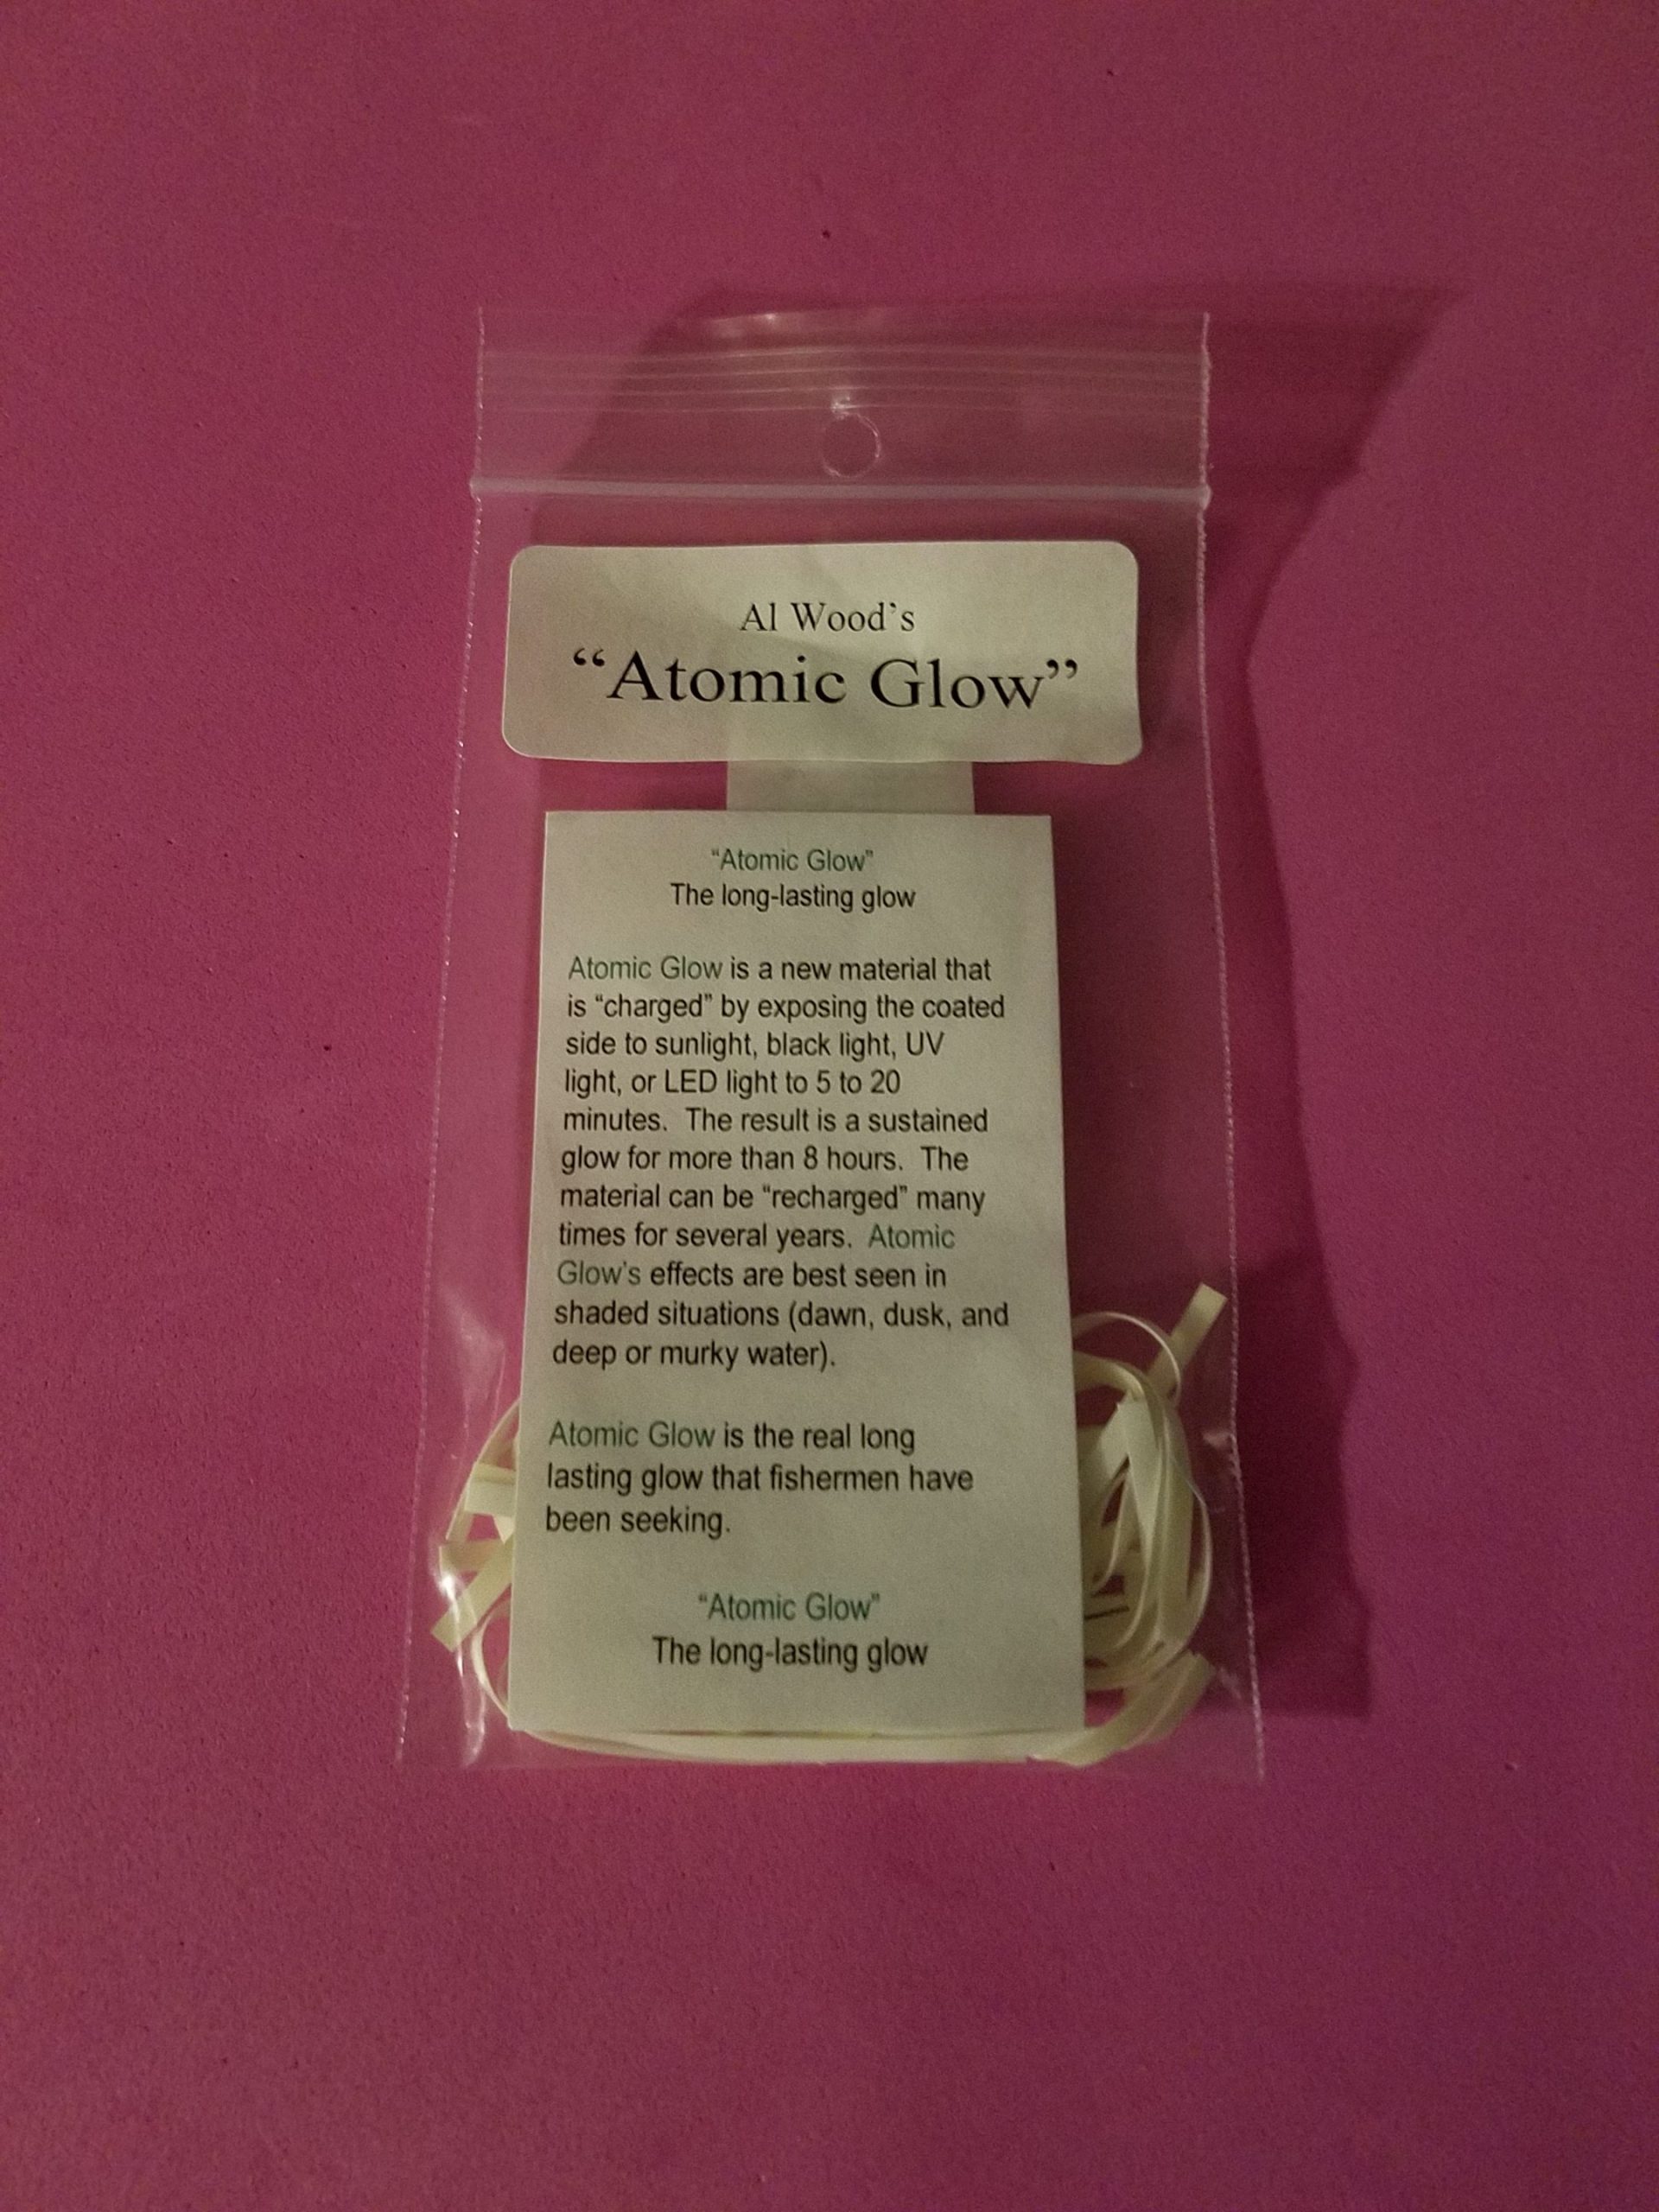 Al Wood's
“Atomic Glow”
“Atomic Glow”
The long-lasting glow
Atomic Glow is a new material that
is “charged” by exposing the coated
side to sunlight, black light, UV
light, or LED light to 5 to 20
minutes. The result is a sustained
glow for more than 8 hours. The
material can be “recharged” many
times for several years. Atomic
Glow's effects are best seen in
shaded situations (dawn, dusk, and
deep or murky water).
Atomic Glow is the real long
lasting glow that fishermen have
been seeking.
“Atomic Glow”
The long-lasting glow